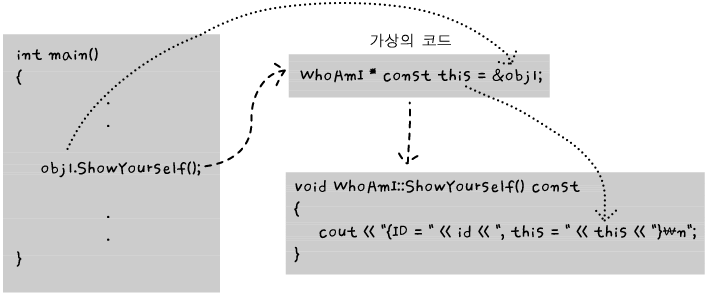 int main()
{
.
.
obj1.ShowYourself();
.
.
}
가상의 코드
WhoAmI * const this = &obj1;
void WhoAmI::ShowYourself() const
{
cout << "{ID = " << id << ", this = " << this << "}₩n";
}